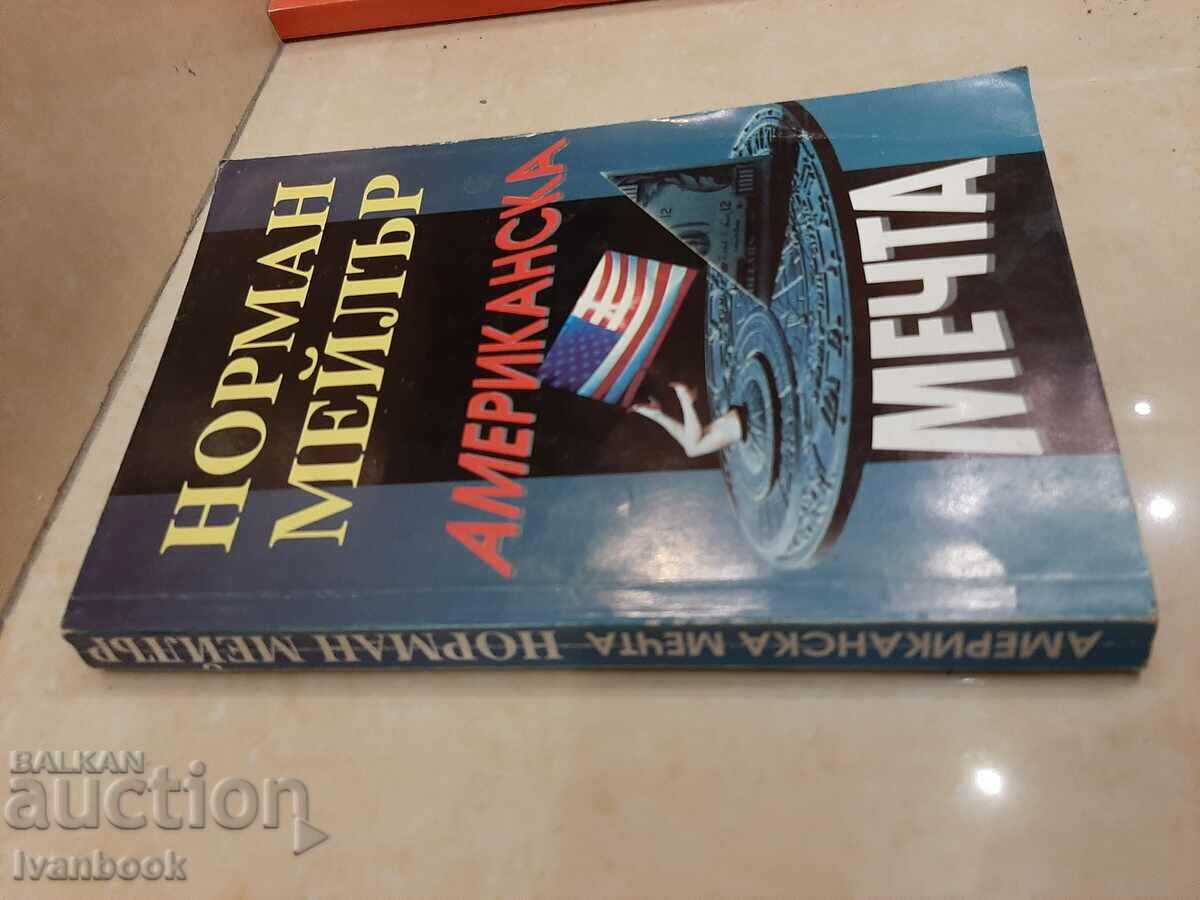 НОРМАН
МЕЙЛЪР
АМЕРИКАНСКА
МЕЧТА
АМЕРИКАНСКА МЕЧТА НОРМАН МЕЙЛЪР
BALKAN
auction
Ivanbook